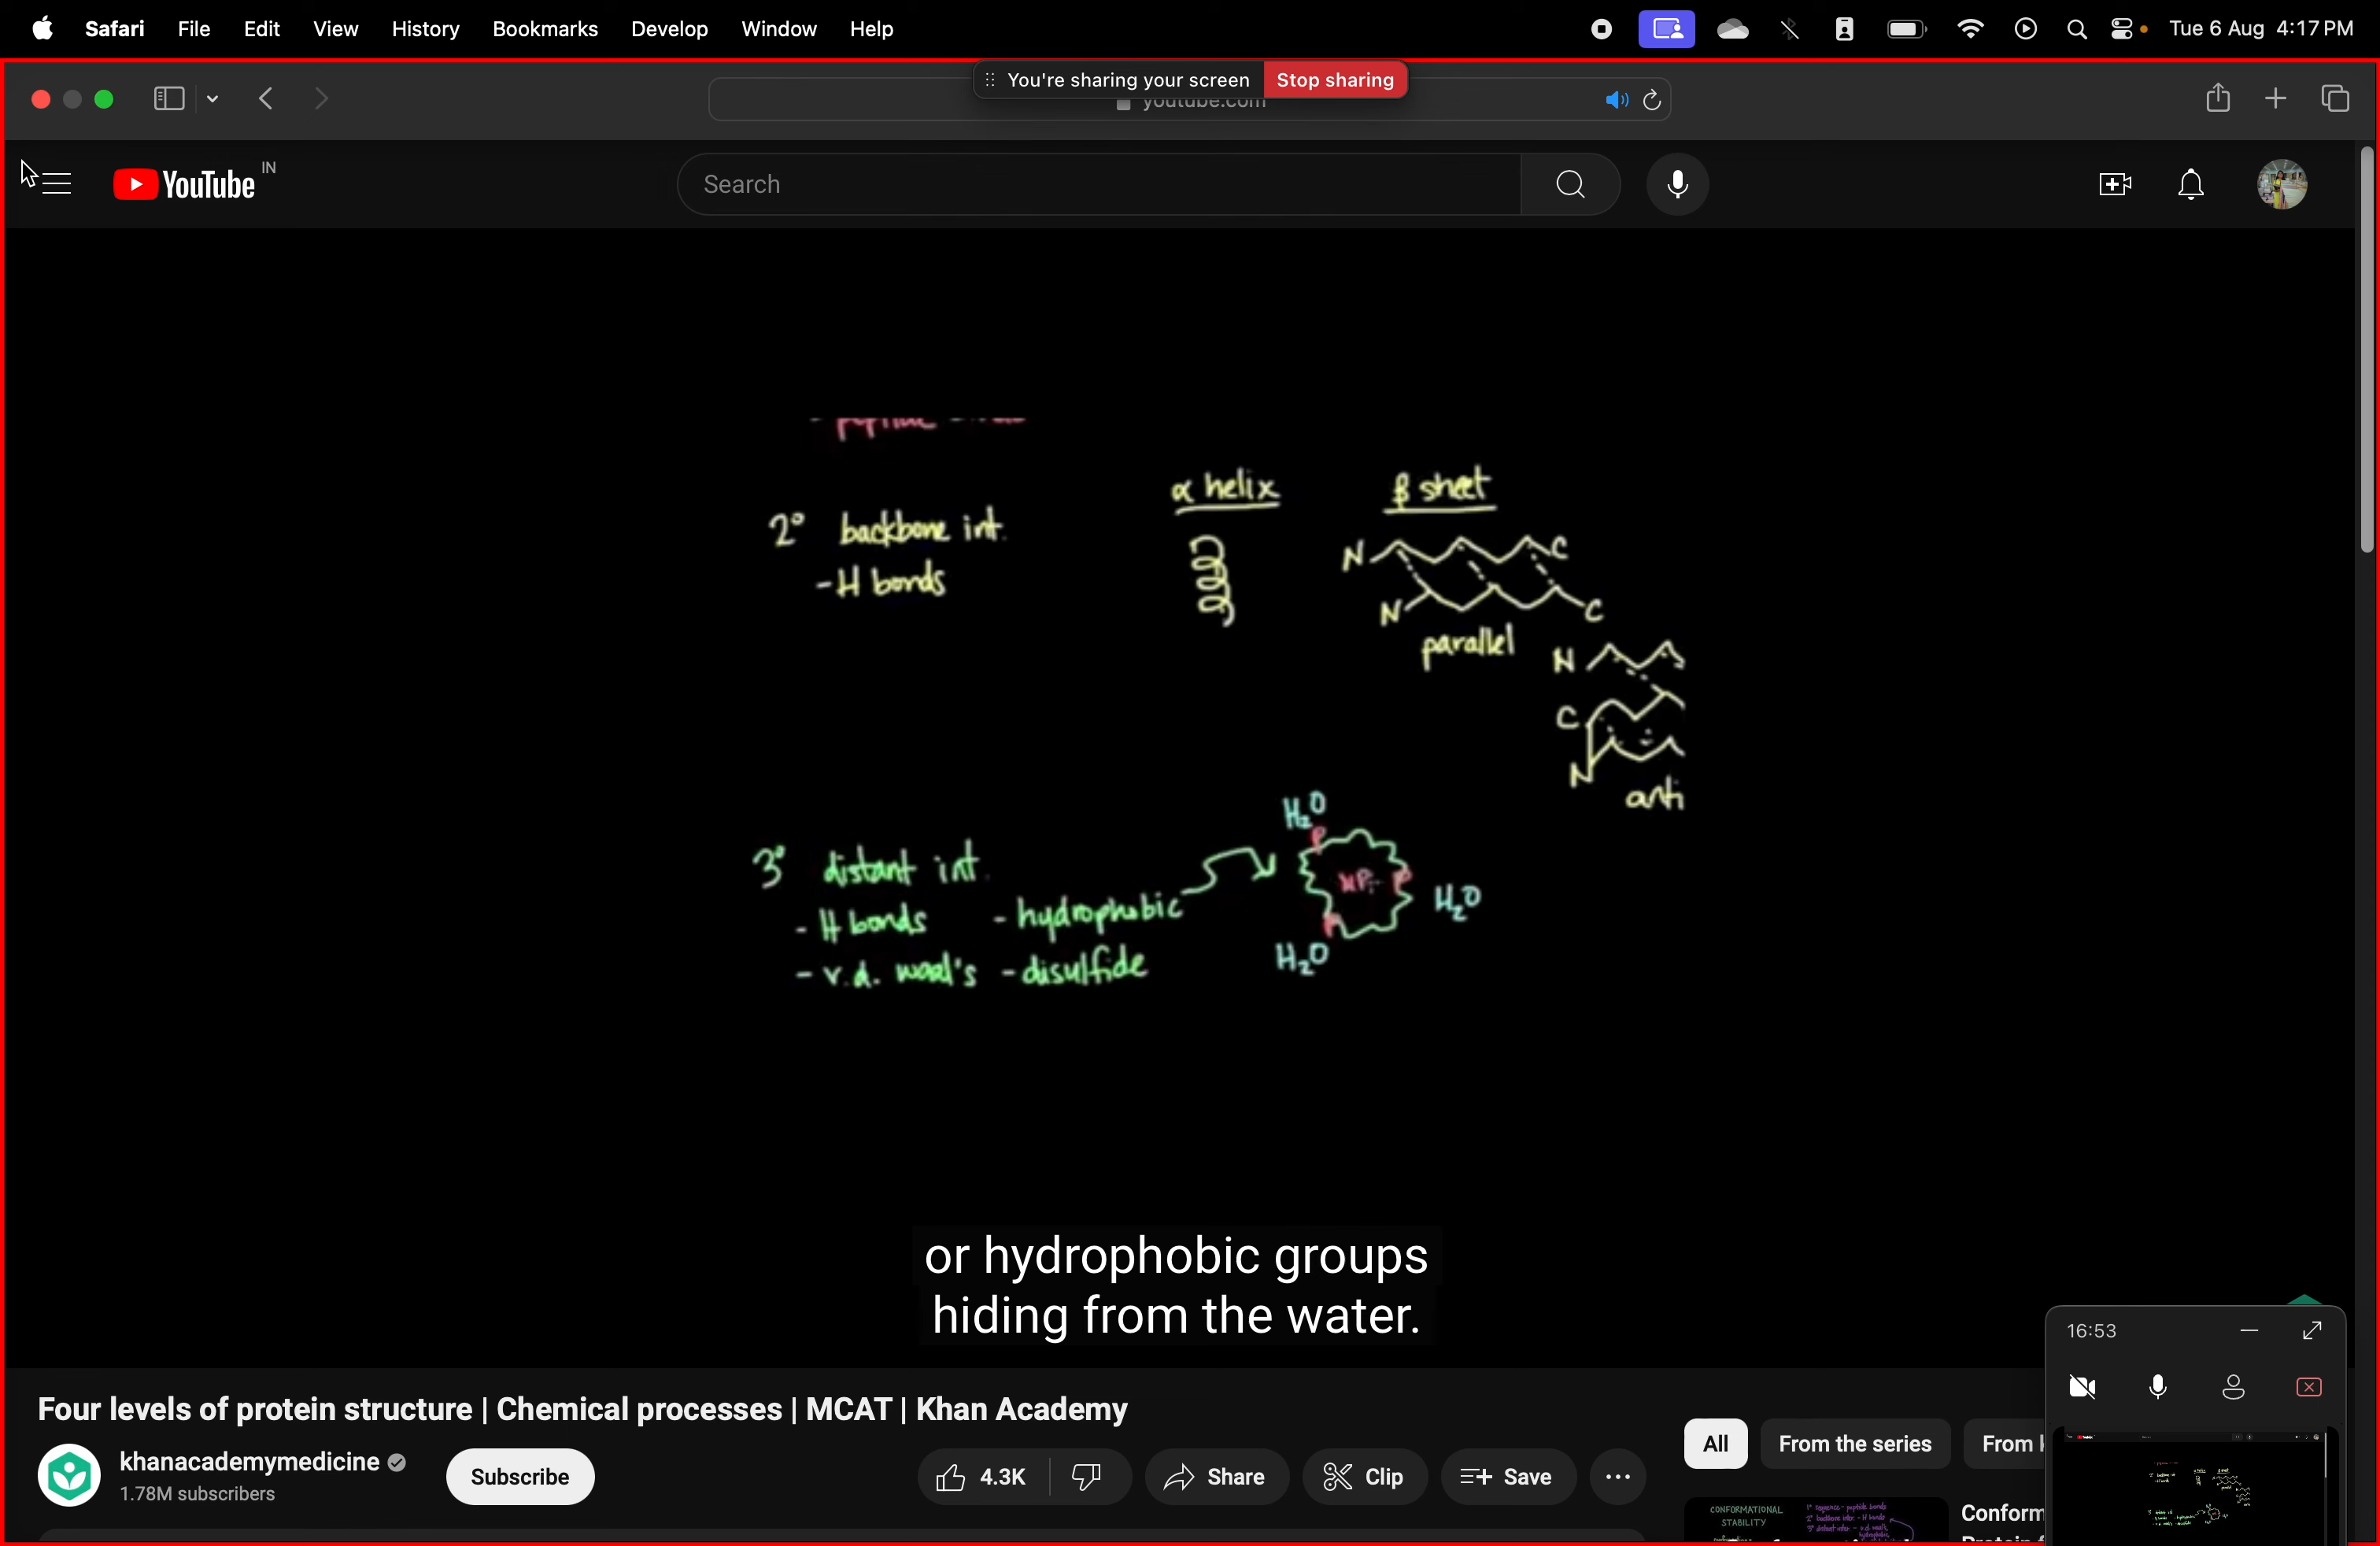 Safari File Edit View History Bookmarks Develop Window Help Tue 6 Aug 4:17 PM
You're sharing your screen Stop sharing
youtube.com
YouTube IN
Search
α helix β sheet
2° backbone int.
- H bonds
N C
N C
parallel
N
C
N
anti
H₂O
P
3° distant int.
NP P
- H bonds - hydrophobic
H₂O
P
H₂O
- v.d. waal's - disulfide
or hydrophobic groups
hiding from the water.
16:53
Four levels of protein structure | Chemical processes | MCAT | Khan Academy
khanacademymedicine
1.78M subscribers
Subscribe
4.3K Share Clip Save
All From the series From
CONFORMATIONAL
STABILITY
Conform